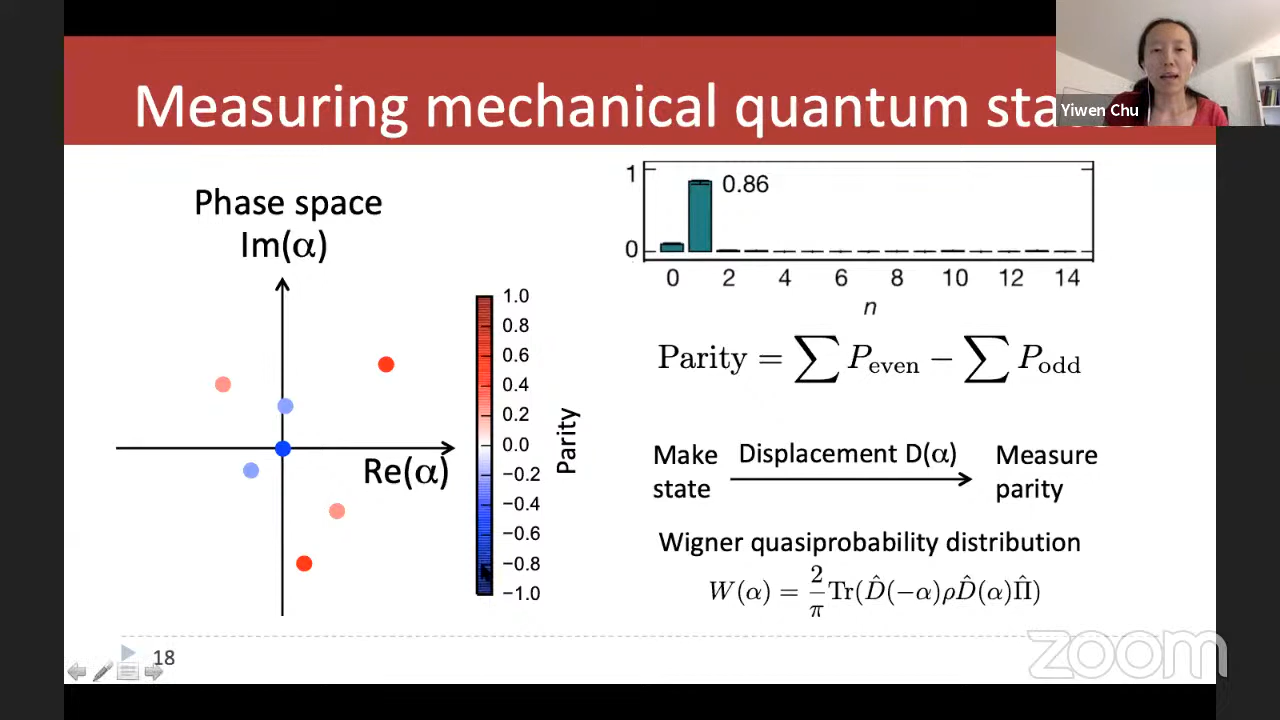 Measuring mechanical quantum sta
Yiwen Chu
Phase space
Im(α)
Re(α)
1.0
0.8
0.6
0.4
0.2
0.0
−0.2
−0.4
−0.6
−0.8
−1.0
Parity
1
0
0.86
0 2 4 6 8 10 12 14
n
Parity = ∑ P_even − ∑ P_odd
Make state
Displacement D(α)
Measure parity
Wigner quasiprobability distribution
W(α) = 2/π Tr(D̂(−α)ρD̂(α)Π̂)
18
zoom